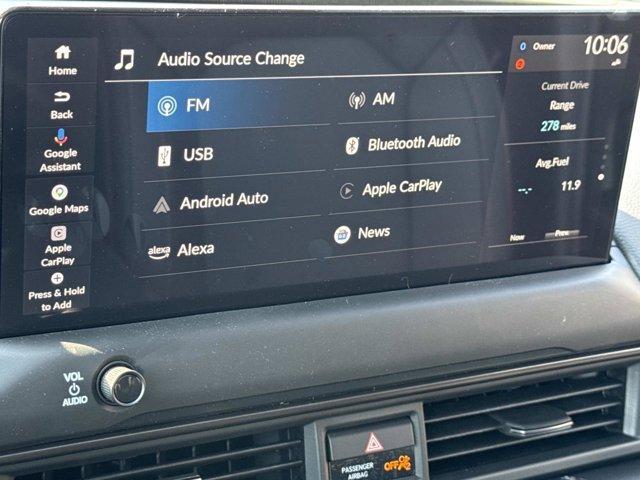 Home
Back
Google
Assistant
Google Maps
Apple
CarPlay
Press & Hold
to Add
Audio Source Change
FM
AM
USB
Bluetooth Audio
Android Auto
Apple CarPlay
alexa Alexa
News
Owner
10:06
Current Drive
Range
278 miles
Avg.Fuel
--.- 11.9
Now Prev.
VOL
AUDIO
PASSENGER
AIRBAG
OFF